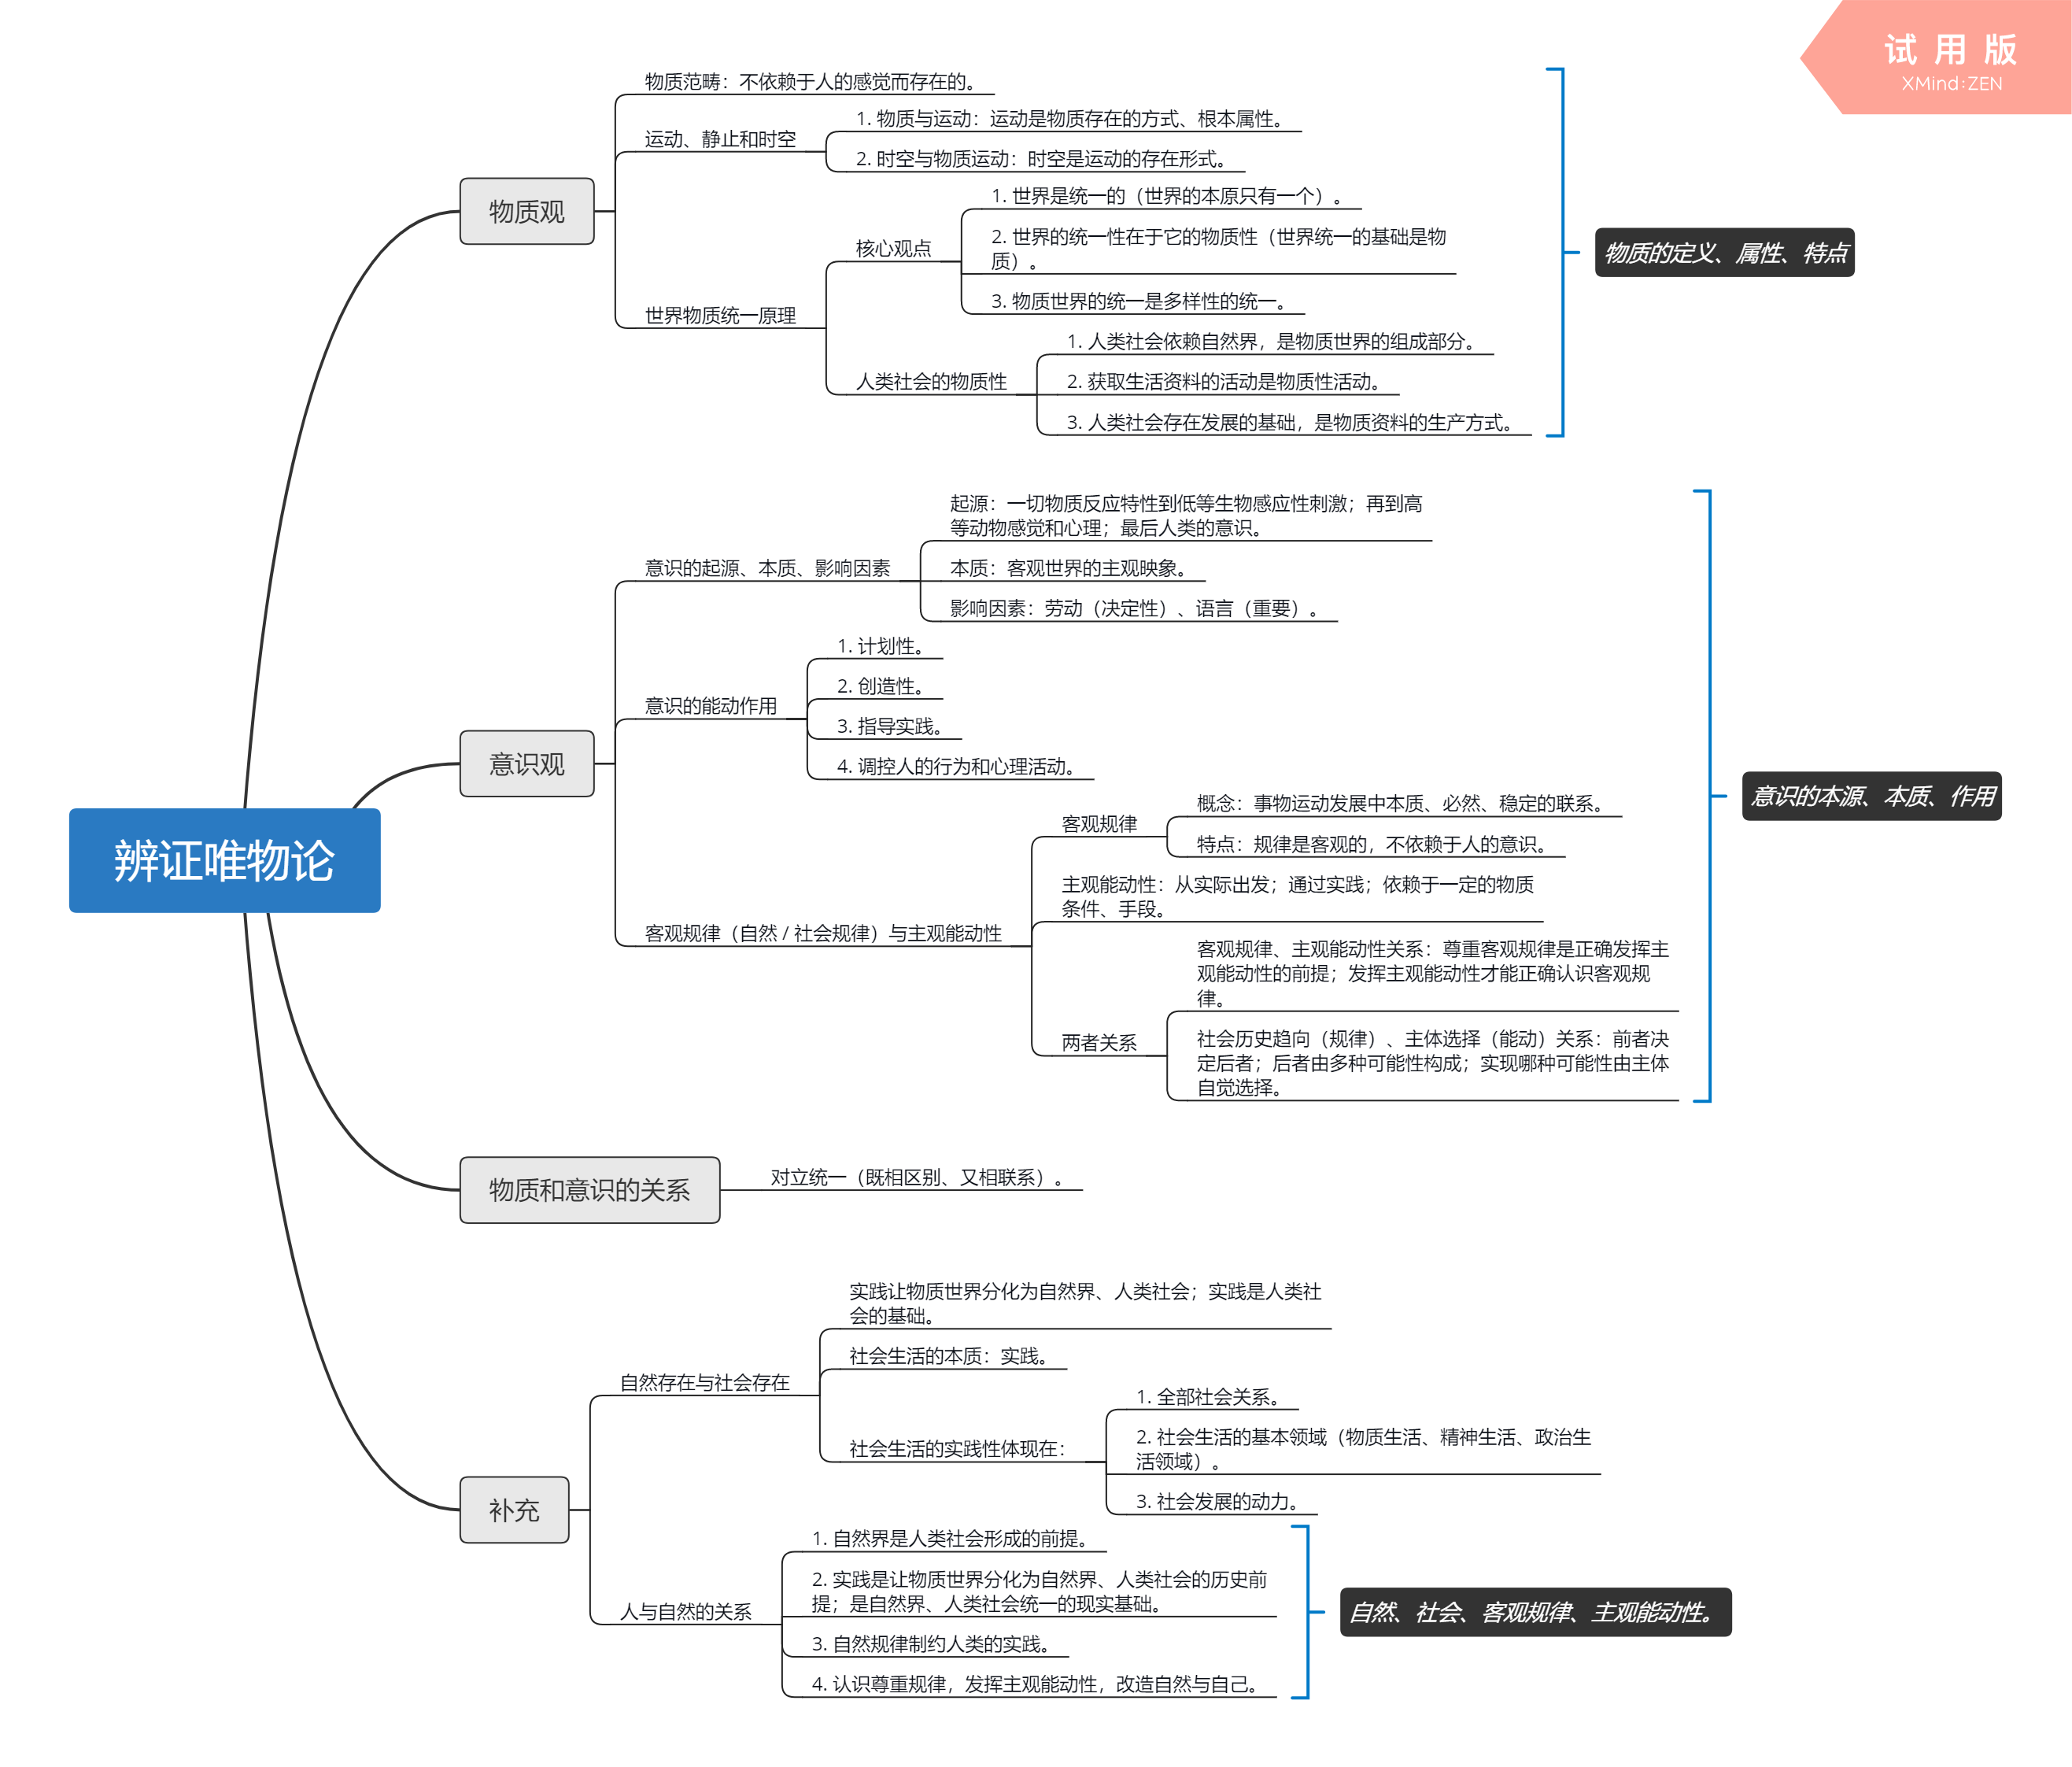 试用版
XMind:ZEN
辨证唯物论
物质观
物质范畴：不依赖于人的感觉而存在的。
运动、静止和时空
1. 物质与运动：运动是物质存在的方式、根本属性。
2. 时空与物质运动：时空是运动的存在形式。
世界物质统一原理
核心观点
1. 世界是统一的（世界的本原只有一个）。
2. 世界的统一性在于它的物质性（世界统一的基础是物
质）。
3. 物质世界的统一是多样性的统一。
人类社会的物质性
1. 人类社会依赖自然界，是物质世界的组成部分。
2. 获取生活资料的活动是物质性活动。
3. 人类社会存在发展的基础，是物质资料的生产方式。
物质的定义、属性、特点
意识观
意识的起源、本质、影响因素
起源：一切物质反应特性到低等生物感应性刺激；再到高
等动物感觉和心理；最后人类的意识。
本质：客观世界的主观映象。
影响因素：劳动（决定性）、语言（重要）。
意识的能动作用
1. 计划性。
2. 创造性。
3. 指导实践。
4. 调控人的行为和心理活动。
客观规律（自然 / 社会规律）与主观能动性
客观规律
概念：事物运动发展中本质、必然、稳定的联系。
特点：规律是客观的，不依赖于人的意识。
主观能动性：从实际出发；通过实践；依赖于一定的物质
条件、手段。
两者关系
客观规律、主观能动性关系：尊重客观规律是正确发挥主
观能动性的前提；发挥主观能动性才能正确认识客观规
律。
社会历史趋向（规律）、主体选择（能动）关系：前者决
定后者；后者由多种可能性构成；实现哪种可能性由主体
自觉选择。
意识的本源、本质、作用
物质和意识的关系
对立统一（既相区别、又相联系）。
补充
自然存在与社会存在
实践让物质世界分化为自然界、人类社会；实践是人类社
会的基础。
社会生活的本质：实践。
社会生活的实践性体现在：
1. 全部社会关系。
2. 社会生活的基本领域（物质生活、精神生活、政治生
活领域）。
3. 社会发展的动力。
人与自然的关系
1. 自然界是人类社会形成的前提。
2. 实践是让物质世界分化为自然界、人类社会的历史前
提；是自然界、人类社会统一的现实基础。
3. 自然规律制约人类的实践。
4. 认识尊重规律，发挥主观能动性，改造自然与自己。
自然、社会、客观规律、主观能动性。